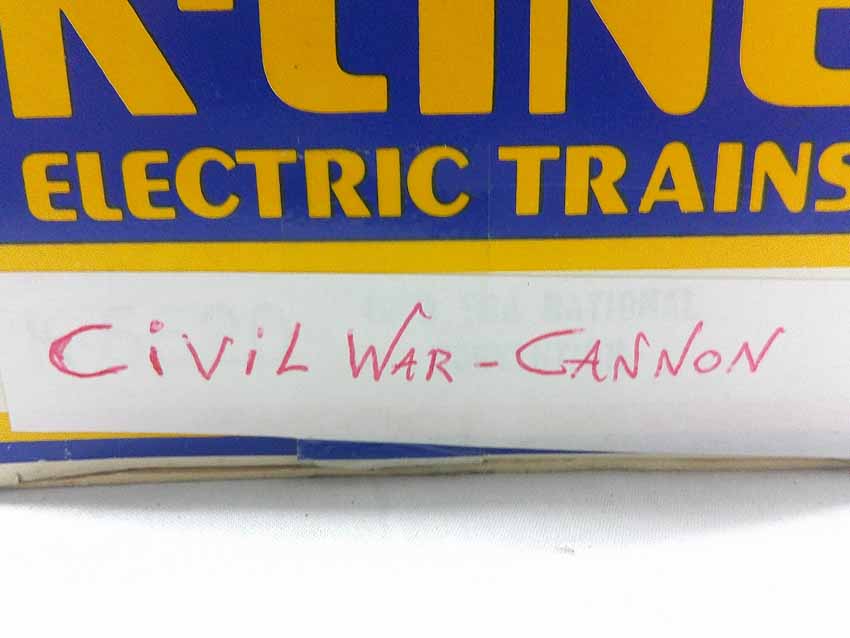 K-LINE
ELECTRIC TRAINS
CiViL WAR - CANNON